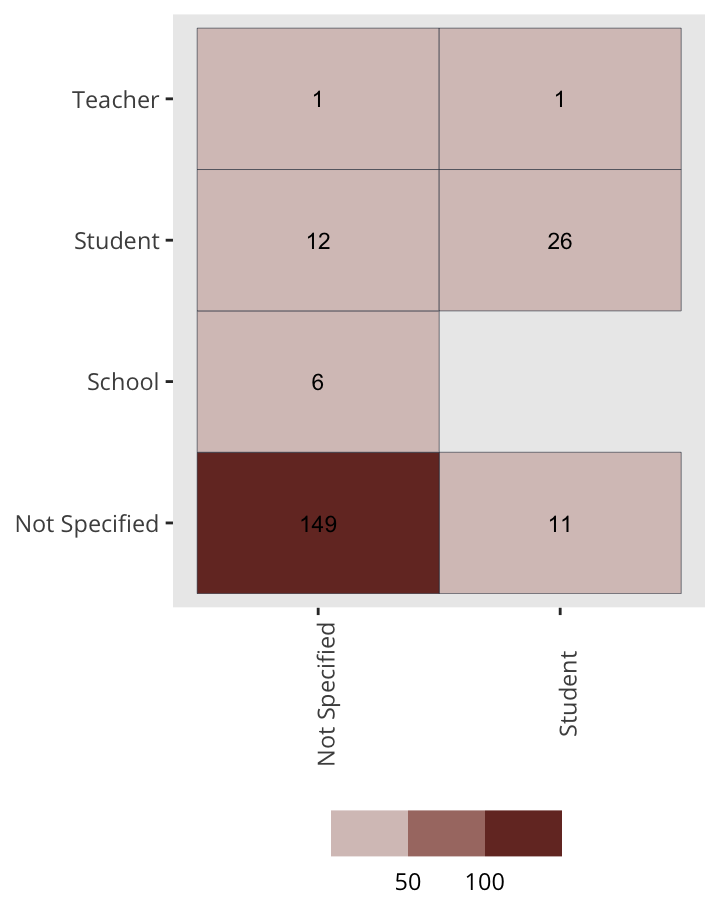 Teacher 1 1
Student 12 26
School 6
Not Specified 149 11
Not Specified Student
50 100